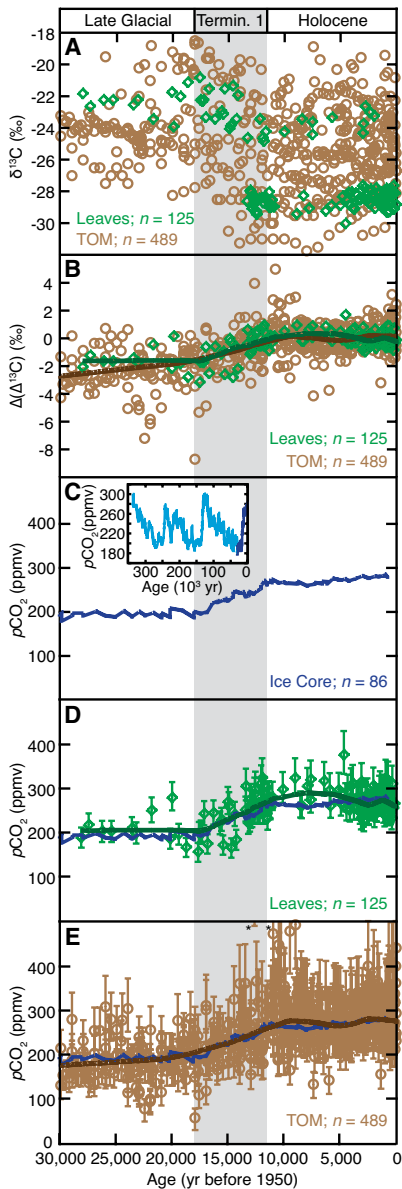 Late Glacial Termin. 1 Holocene
A
-18
-20
-22
-24
-26
-28
-30
δ¹³C (‰)
Leaves; n = 125
TOM; n = 489
B
4
2
0
-2
-4
-6
-8
Δ(Δ¹³C) (‰)
Leaves; n = 125
TOM; n = 489
C
400
300
200
100
pCO₂ (ppmv)
300
260
220
180
pCO₂(ppmv)
300 200 100 0
Age (10³ yr)
Ice Core; n = 86
D
400
300
200
100
pCO₂ (ppmv)
Leaves; n = 125
E
* *
400
300
200
100
0
pCO₂ (ppmv)
TOM; n = 489
30,000 25,000 20,000 15,000 10,000 5,000 0
Age (yr before 1950)